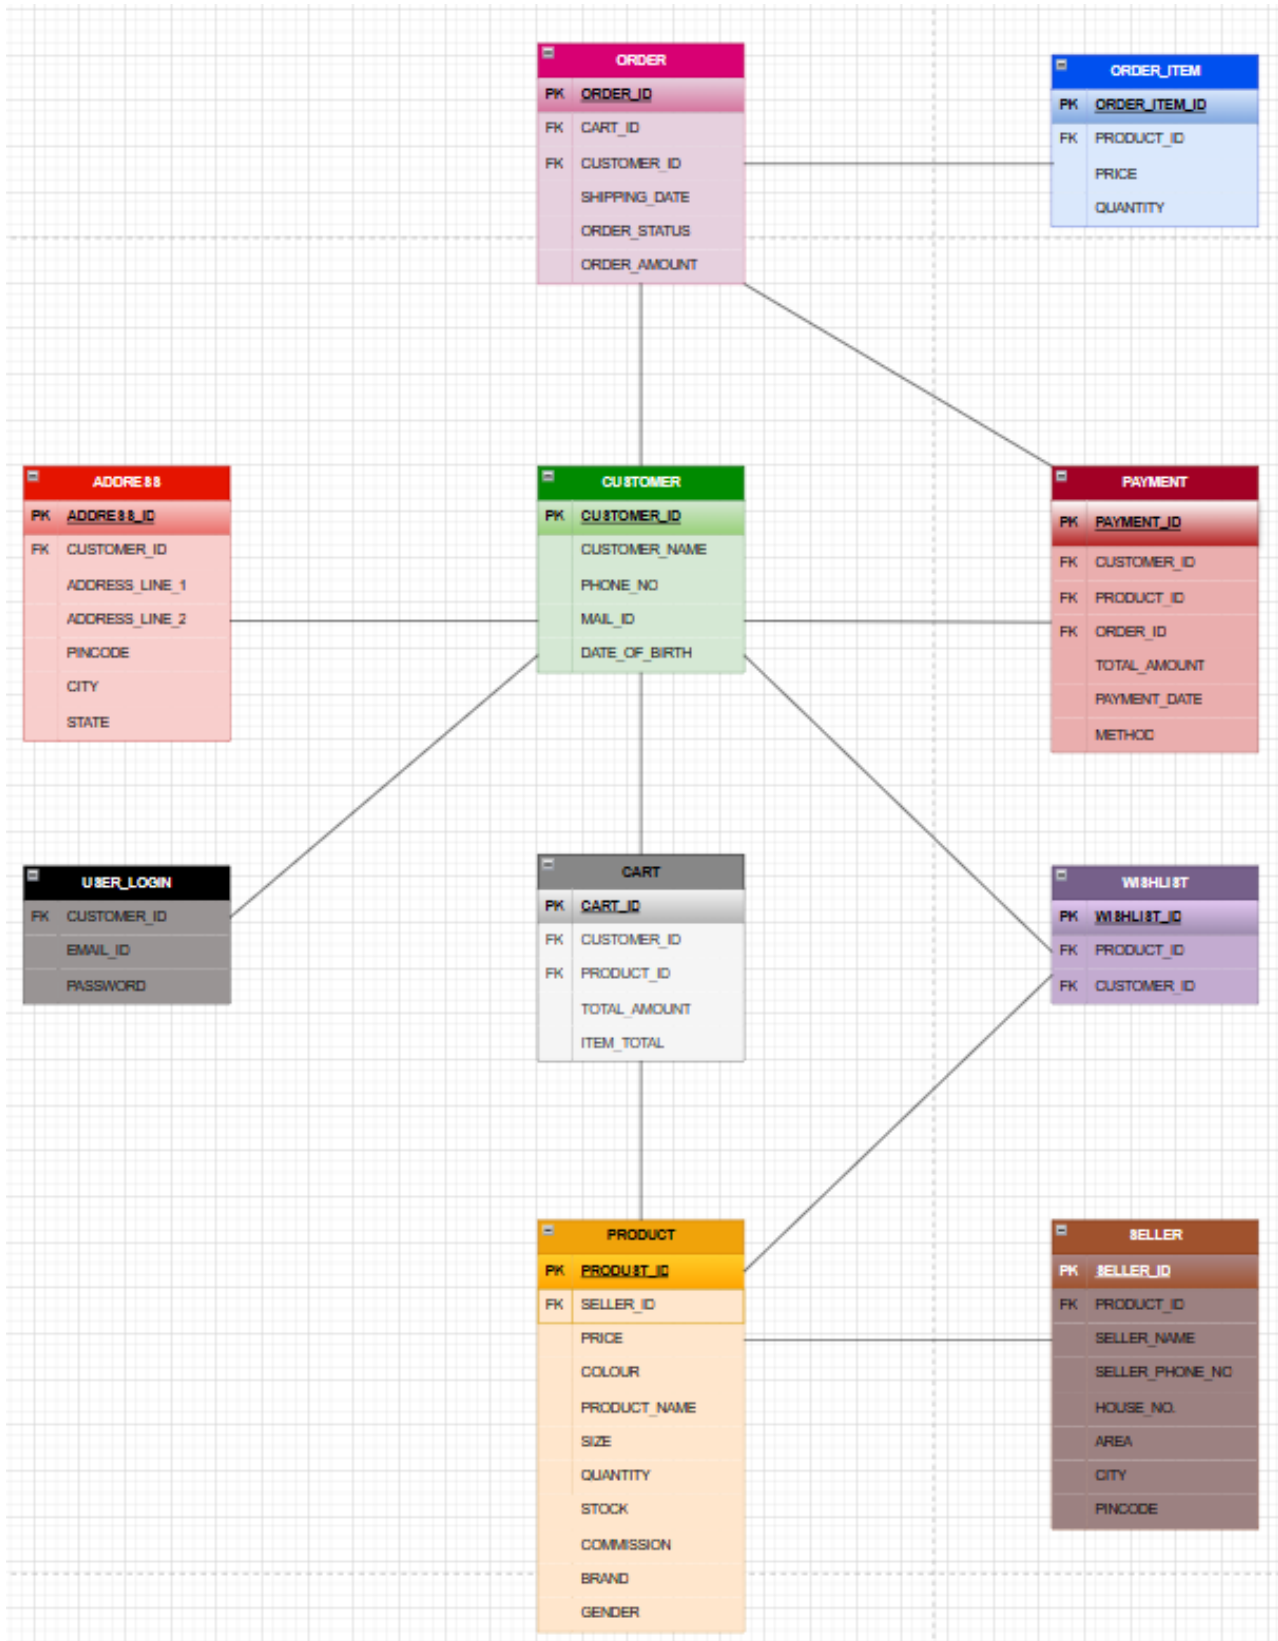 ORDER
PK ORDER_ID
FK CART_ID
FK CUSTOMER_ID
SHIPPING_DATE
ORDER_STATUS
ORDER_AMOUNT
ORDER_ITEM
PK ORDER_ITEM_ID
FK PRODUCT_ID
PRICE
QUANTITY
ADDRESS
PK ADDRESS_ID
FK CUSTOMER_ID
ADDRESS_LINE_1
ADDRESS_LINE_2
PINCODE
CITY
STATE
CUSTOMER
PK CUSTOMER_ID
CUSTOMER_NAME
PHONE_NO
MAIL_ID
DATE_OF_BIRTH
PAYMENT
PK PAYMENT_ID
FK CUSTOMER_ID
FK PRODUCT_ID
FK ORDER_ID
TOTAL_AMOUNT
PAYMENT_DATE
METHOD
USER_LOGIN
FK CUSTOMER_ID
EMAIL_ID
PASSWORD
CART
PK CART_ID
FK CUSTOMER_ID
FK PRODUCT_ID
TOTAL_AMOUNT
ITEM_TOTAL
WISHLIST
PK WISHLIST_ID
FK PRODUCT_ID
FK CUSTOMER_ID
PRODUCT
PK PRODUST_ID
FK SELLER_ID
PRICE
COLOUR
PRODUCT_NAME
SIZE
QUANTITY
STOCK
COMMISSION
BRAND
GENDER
SELLER
PK SELLER_ID
FK PRODUCT_ID
SELLER_NAME
SELLER_PHONE_NO
HOUSE_NO.
AREA
CITY
PINCODE